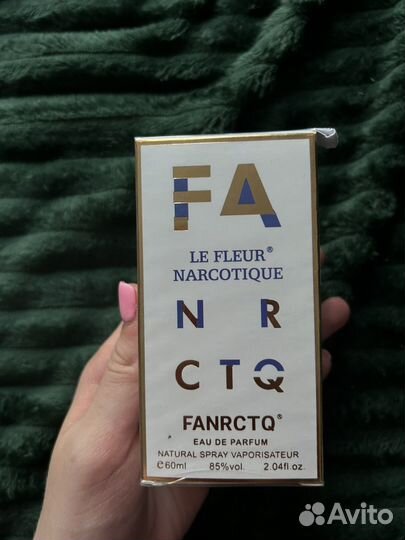 FA
LE FLEUR®
NARCOTIQUE
N R
CTQ
FANRCTQ®
EAU DE PARFUM
NATURAL SPRAY VAPORISATEUR
℮60ml 85%vol. 2.04fl.oz.
Avito